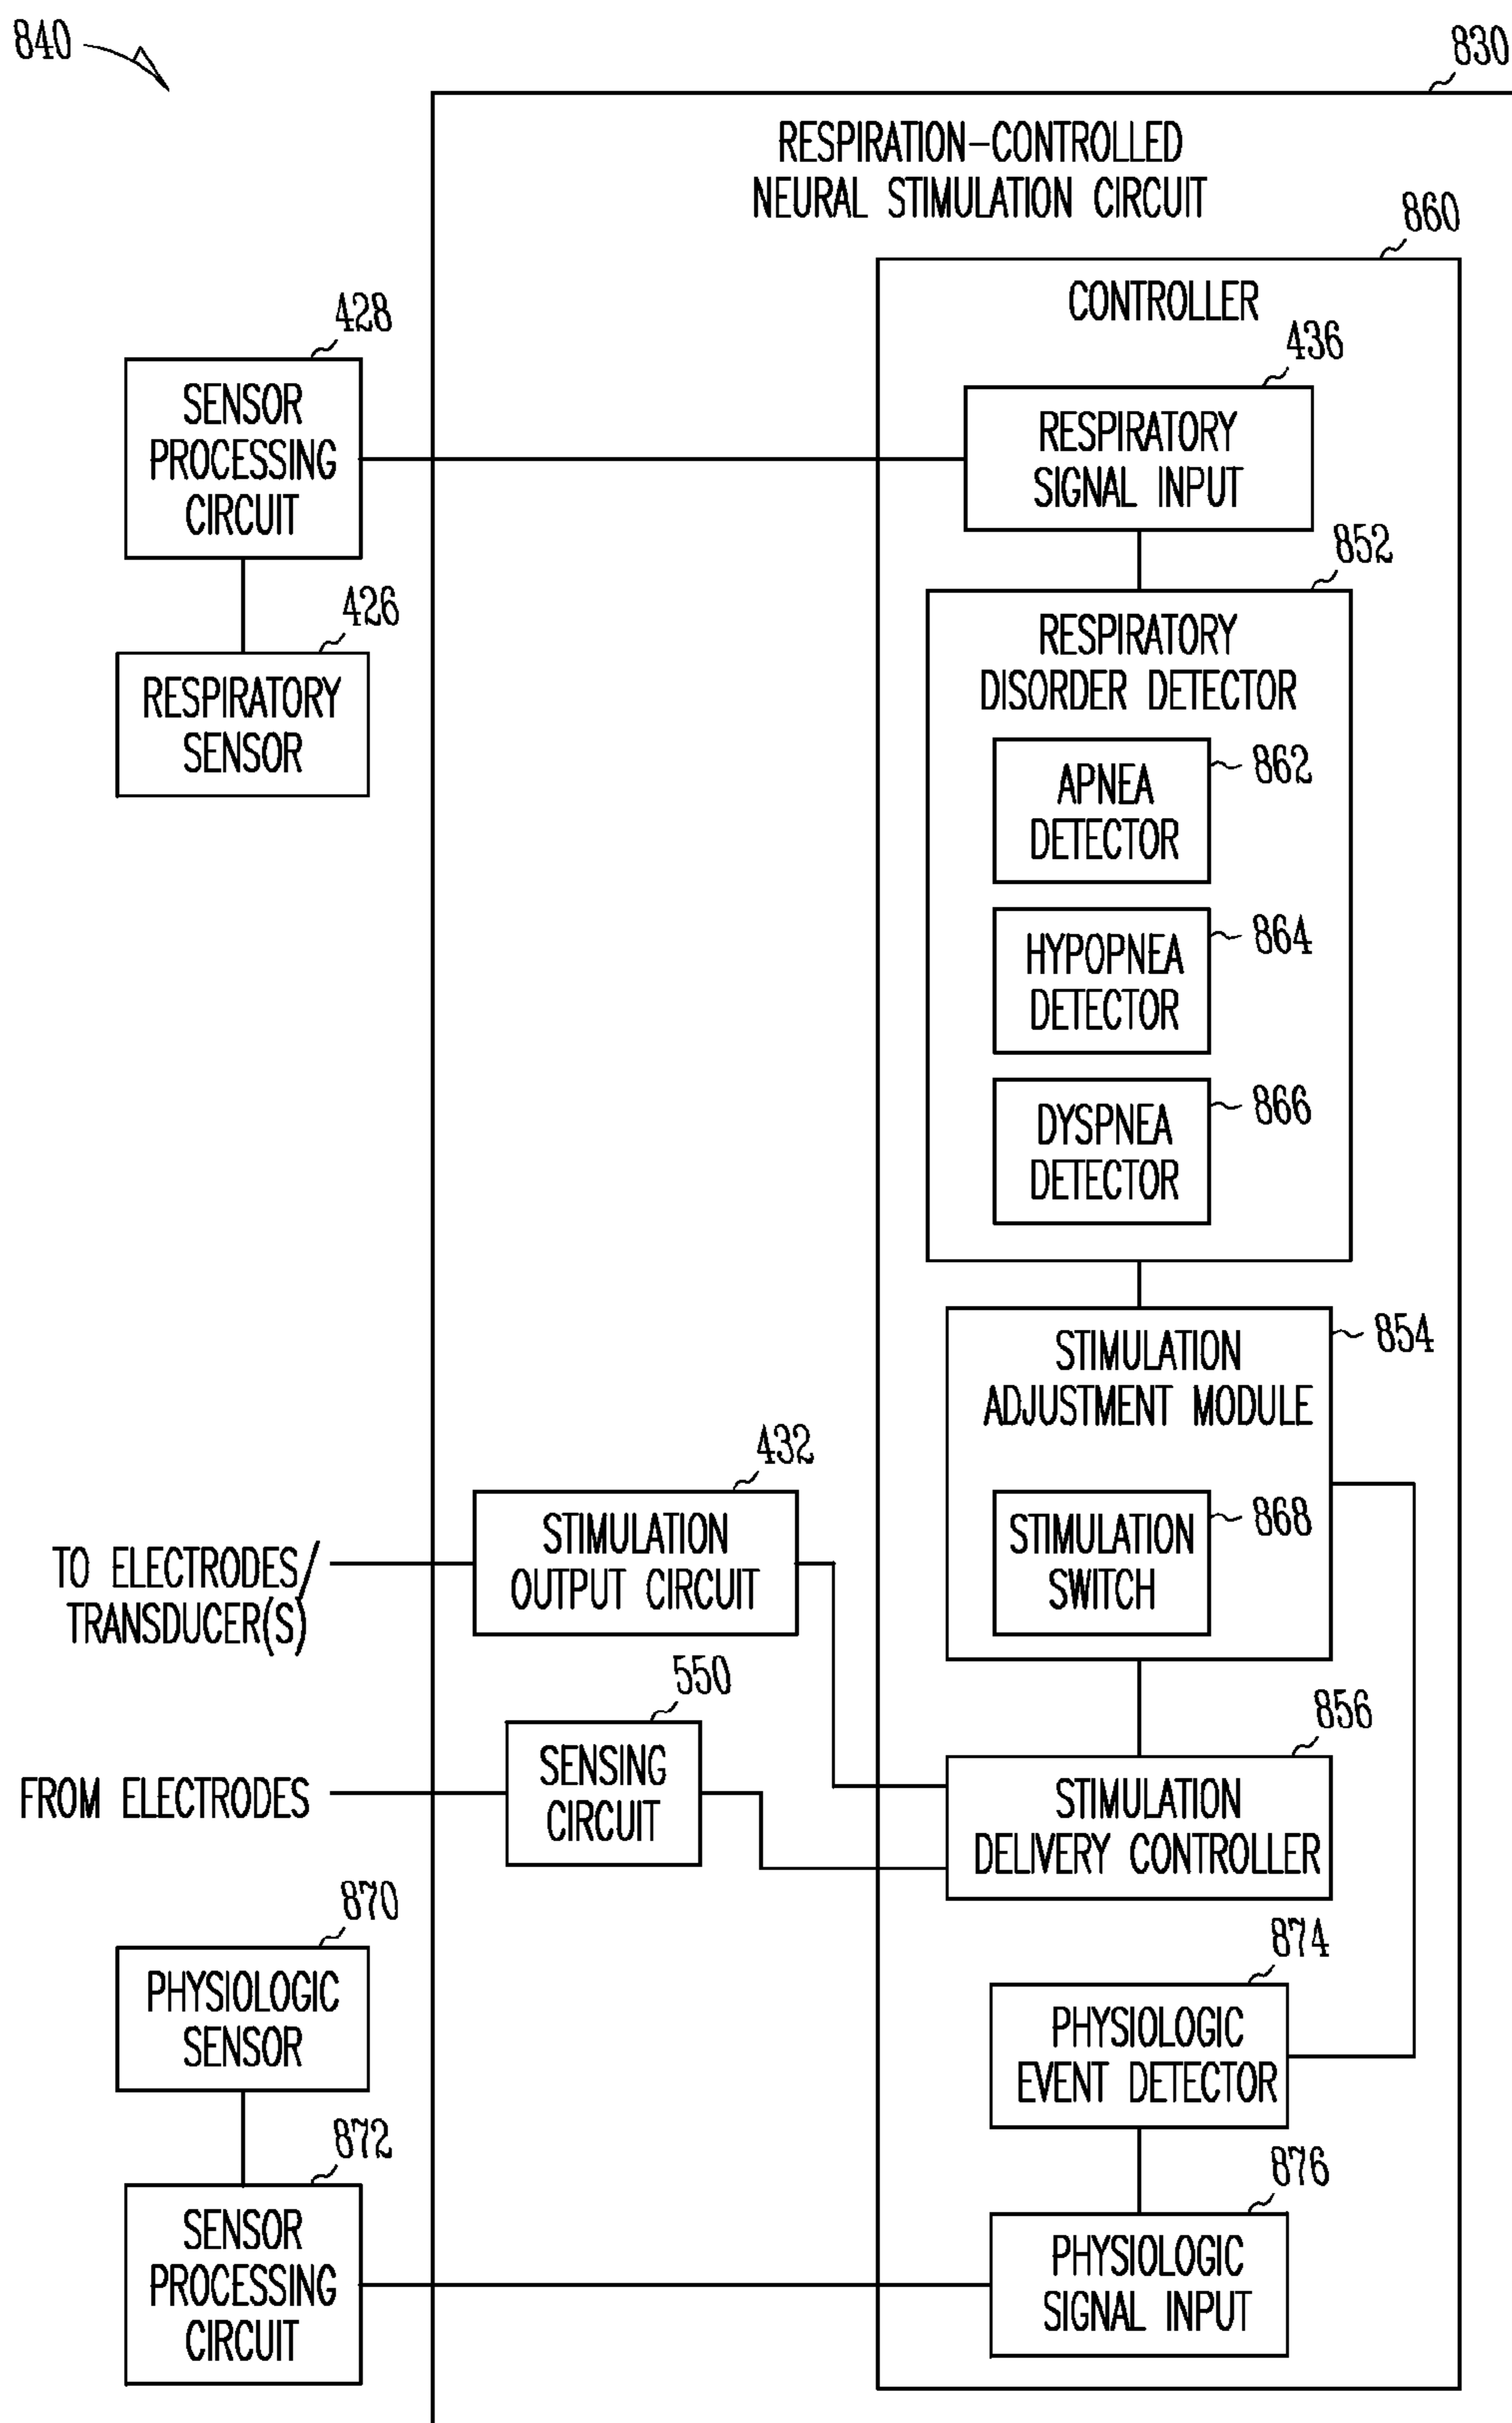 840
830
RESPIRATION-CONTROLLED
NEURAL STIMULATION CIRCUIT
860
CONTROLLER
428
SENSOR
PROCESSING
CIRCUIT
436
RESPIRATORY
SIGNAL INPUT
426
RESPIRATORY
SENSOR
852
RESPIRATORY
DISORDER DETECTOR
APNEA
DETECTOR
862
HYPOPNEA
DETECTOR
864
DYSPNEA
DETECTOR
866
STIMULATION
ADJUSTMENT MODULE
854
STIMULATION
SWITCH
868
432
STIMULATION
OUTPUT CIRCUIT
TO ELECTRODES/
TRANSDUCER(S)
550
SENSING
CIRCUIT
FROM ELECTRODES
856
STIMULATION
DELIVERY CONTROLLER
870
PHYSIOLOGIC
SENSOR
874
PHYSIOLOGIC
EVENT DETECTOR
872
SENSOR
PROCESSING
CIRCUIT
876
PHYSIOLOGIC
SIGNAL INPUT